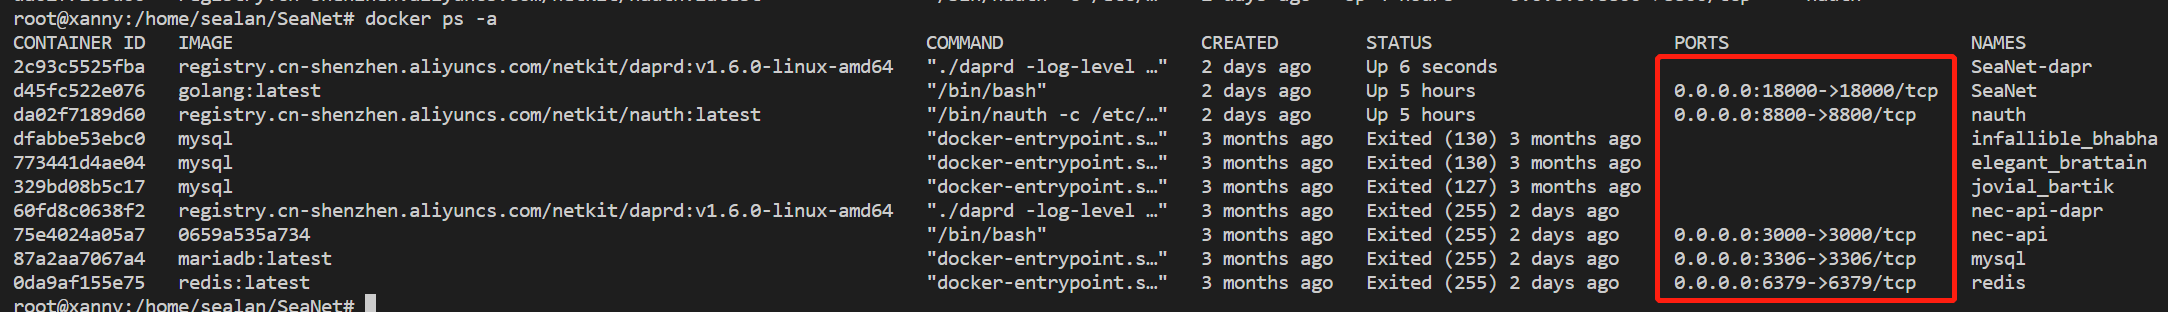 root@xanny:/home/sealan/SeaNet# docker ps -a
CONTAINER ID IMAGE COMMAND CREATED STATUS PORTS NAMES
2c93c5525fba registry.cn-shenzhen.aliyuncs.com/netkit/daprd:v1.6.0-linux-amd64 "./daprd -log-level …" 2 days ago Up 6 seconds SeaNet-dapr
d45fc522e076 golang:latest "/bin/bash" 2 days ago Up 5 hours 0.0.0.0:18000->18000/tcp SeaNet
da02f7189d60 registry.cn-shenzhen.aliyuncs.com/netkit/nauth:latest "/bin/nauth -c /etc/…" 2 days ago Up 5 hours 0.0.0.0:8800->8800/tcp nauth
dfabbe53ebc0 mysql "docker-entrypoint.s…" 3 months ago Exited (130) 3 months ago infallible_bhabha
773441d4ae04 mysql "docker-entrypoint.s…" 3 months ago Exited (130) 3 months ago elegant_brattain
329bd08b5c17 mysql "docker-entrypoint.s…" 3 months ago Exited (127) 3 months ago jovial_bartik
60fd8c0638f2 registry.cn-shenzhen.aliyuncs.com/netkit/daprd:v1.6.0-linux-amd64 "./daprd -log-level …" 3 months ago Exited (255) 2 days ago nec-api-dapr
75e4024a05a7 0659a535a734 "/bin/bash" 3 months ago Exited (255) 2 days ago 0.0.0.0:3000->3000/tcp nec-api
87a2aa7067a4 mariadb:latest "docker-entrypoint.s…" 3 months ago Exited (255) 2 days ago 0.0.0.0:3306->3306/tcp mysql
0da9af155e75 redis:latest "docker-entrypoint.s…" 3 months ago Exited (255) 2 days ago 0.0.0.0:6379->6379/tcp redis
root@xanny:/home/sealan/SeaNet#